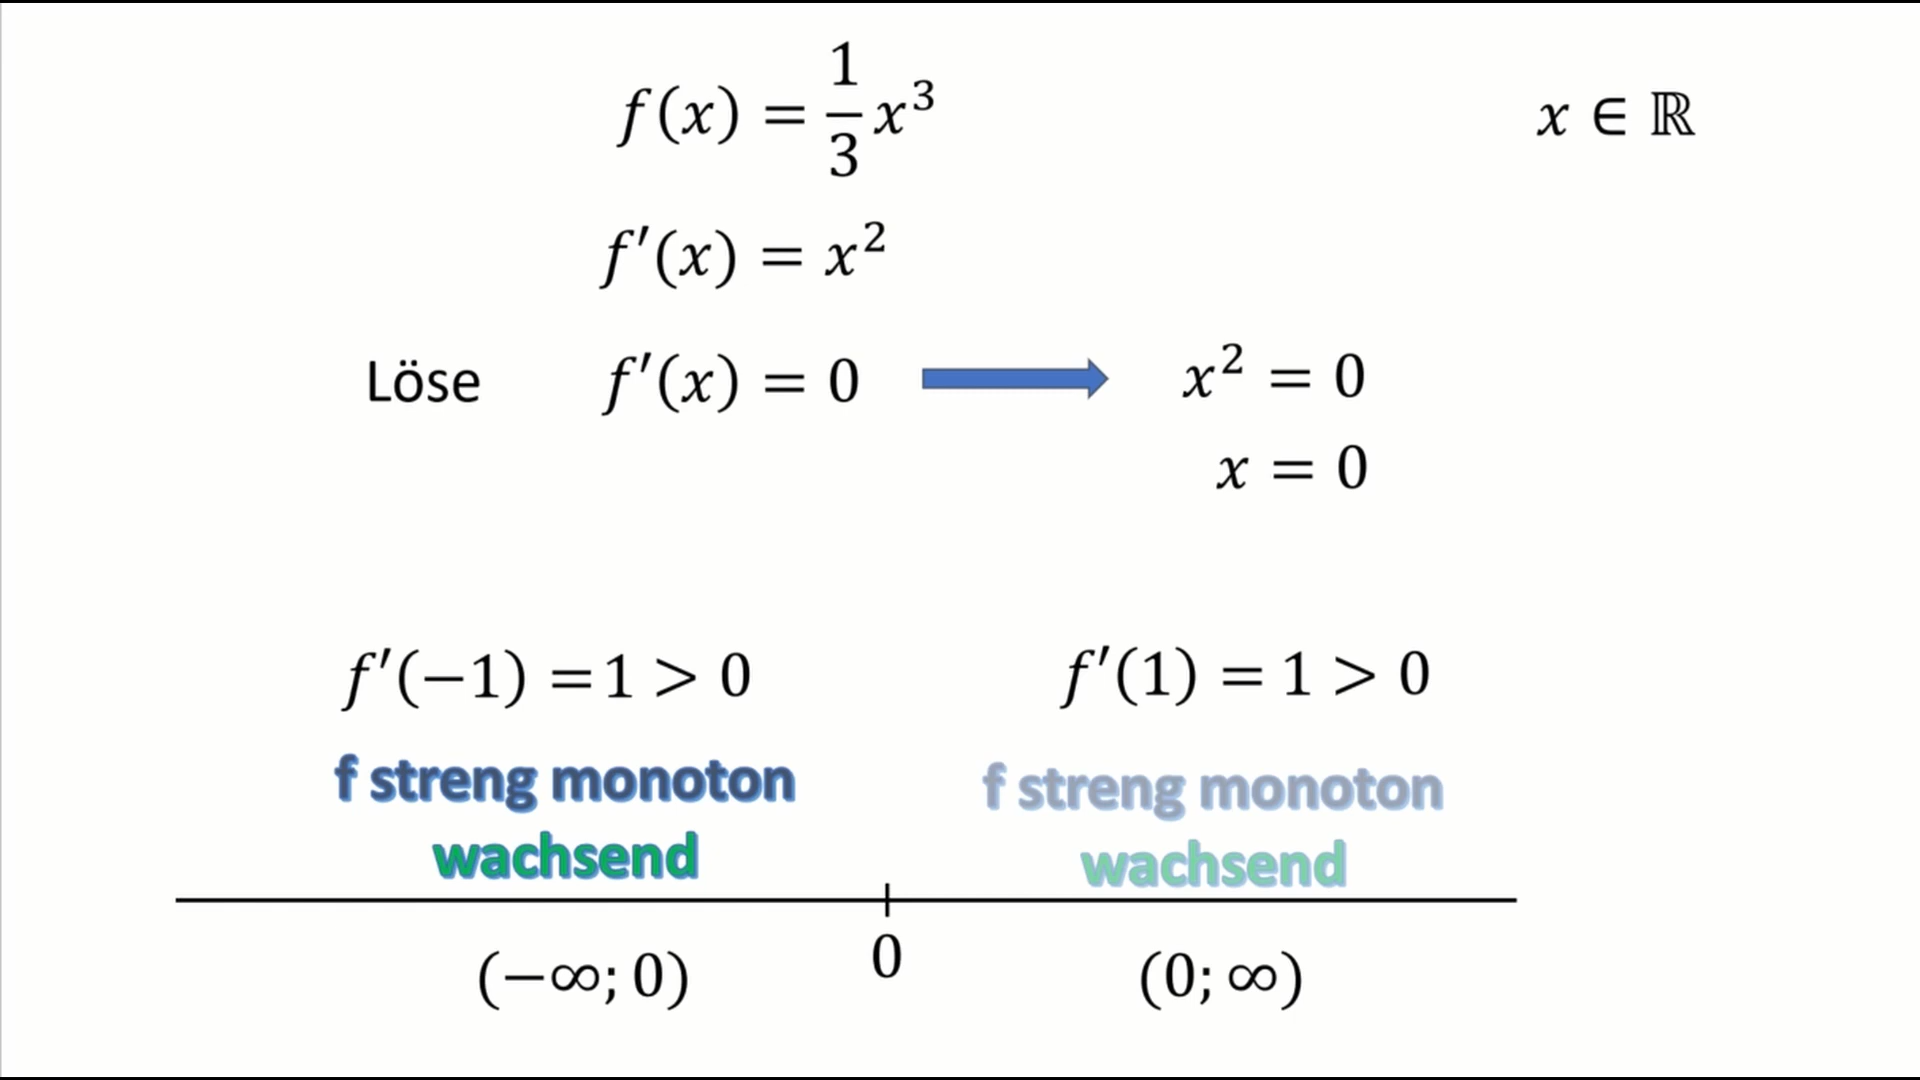 f(x) = \frac{1}{3}x³
x ∈ ℝ
f′(x) = x²
Löse f′(x) = 0
x² = 0
x = 0
f′(−1) = 1 > 0
f streng monoton
wachsend
f′(1) = 1 > 0
f streng monoton
wachsend
0
(−∞; 0)
(0; ∞)